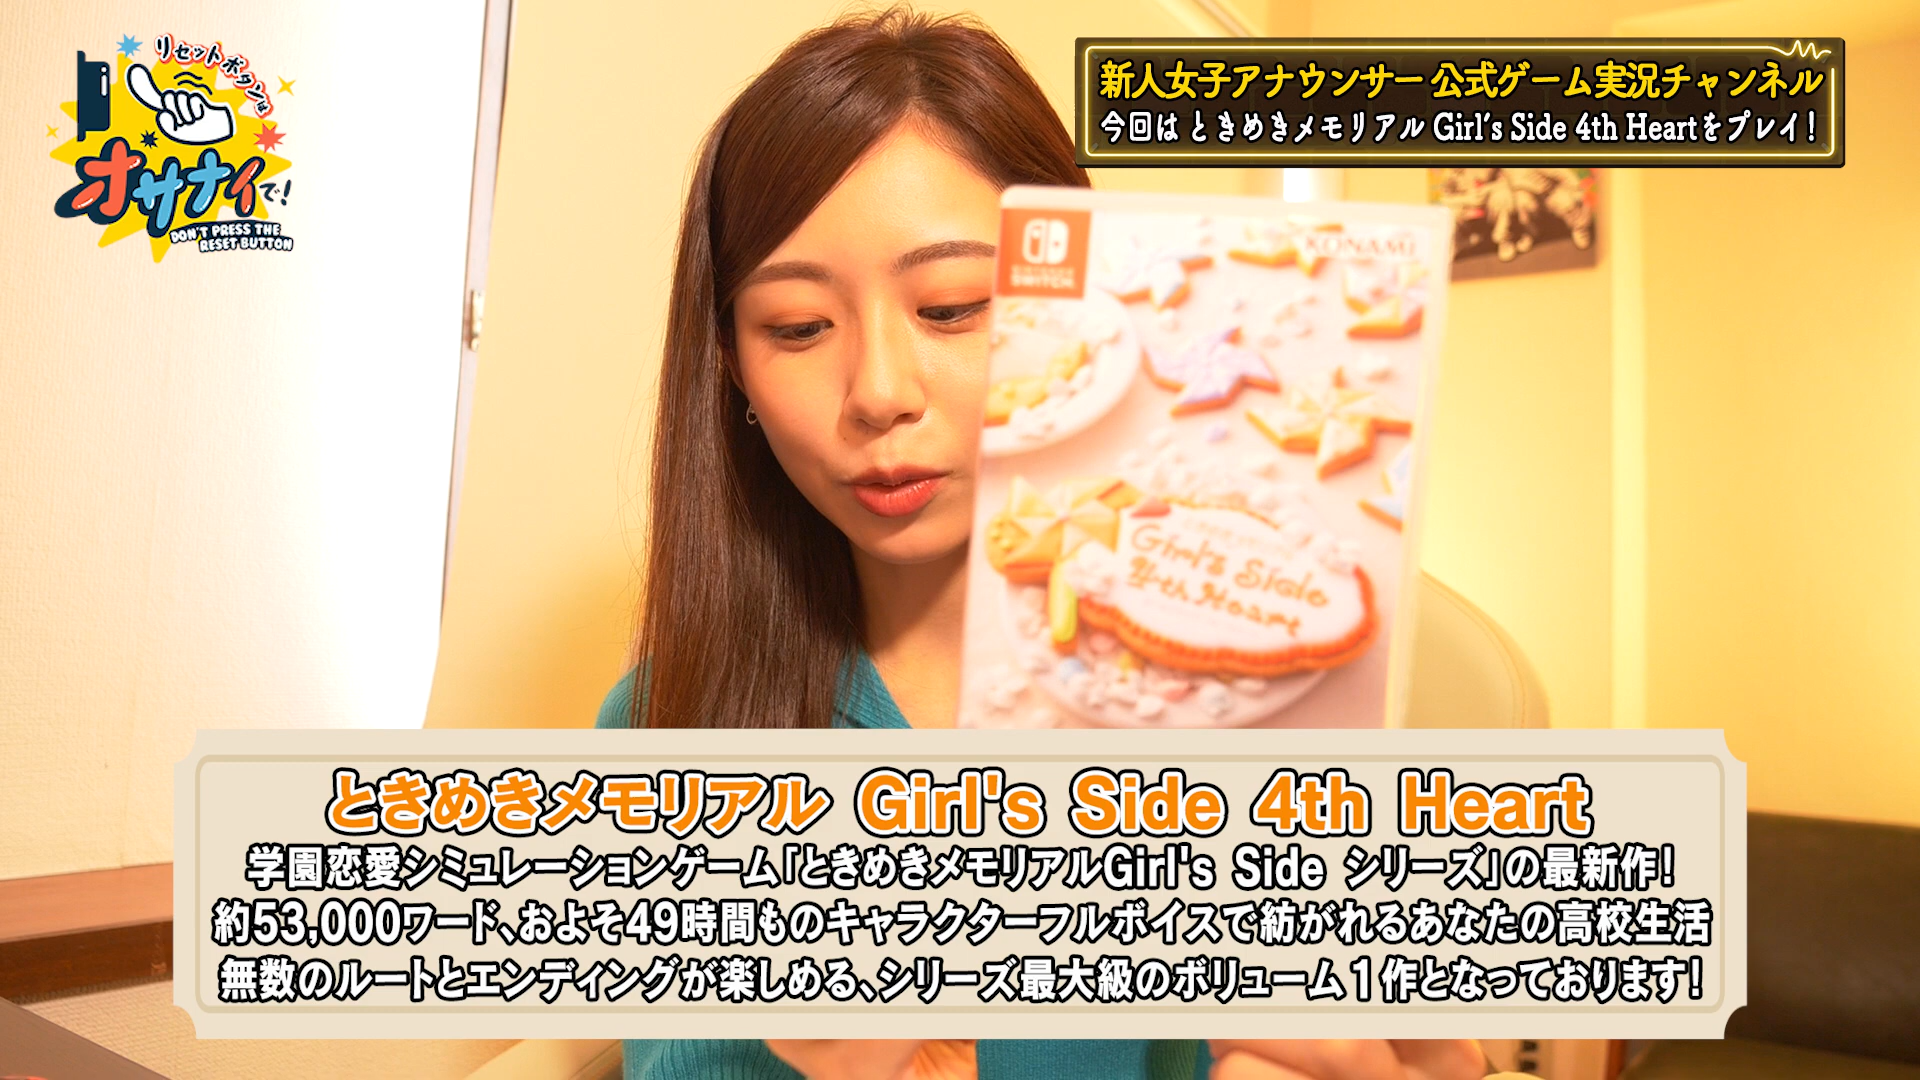 リセットボタンは
オサナイで!
DON'T PRESS THE
RESET BUTTON
新人女子アナウンサー 公式ゲーム実況チャンネル
今回は ときめきメモリアル Girl's Side 4th Heartをプレイ!
SWITCH
KONAMI
Girl's Side
4th Heart
ときめきメモリアル Girl's Side 4th Heart
学園恋愛シミュレーションゲーム「ときめきメモリアルGirl's Side シリーズ」の最新作!
約53,000ワード、およそ49時間ものキャラクターフルボイスで紡がれるあなたの高校生活
無数のルートとエンディングが楽しめる、シリーズ最大級のボリューム1作となっております!